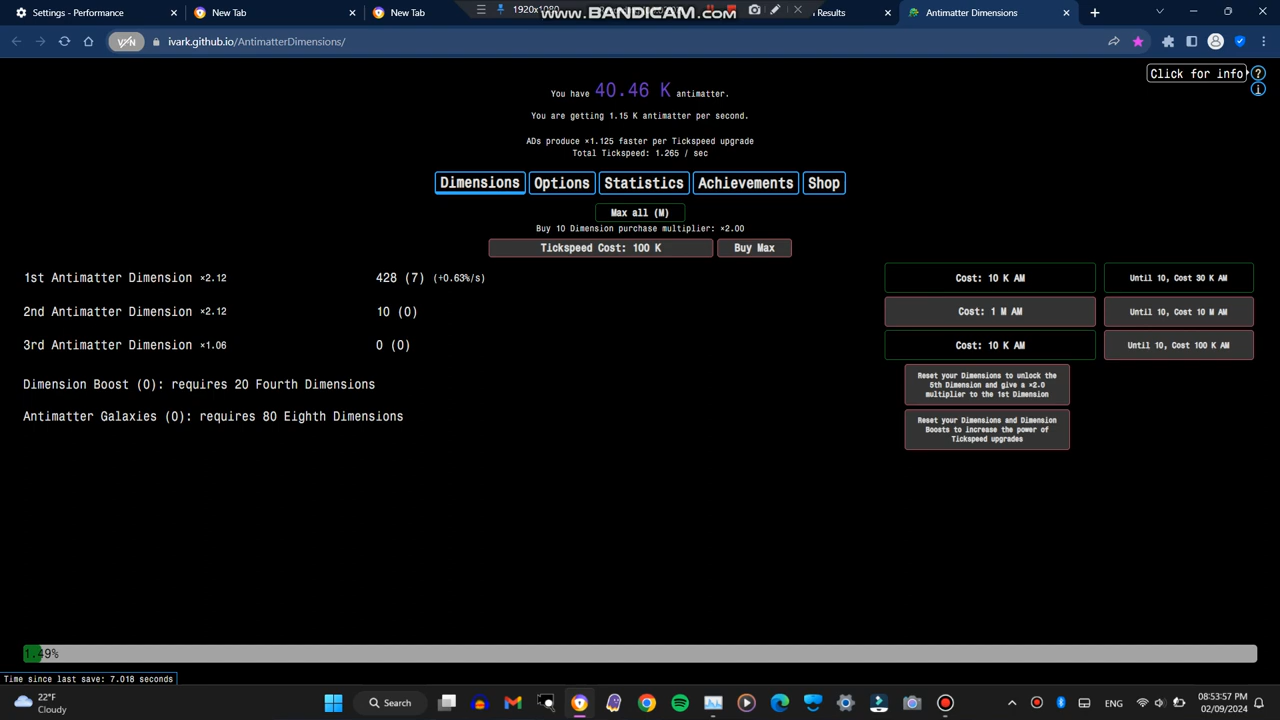 Settings - Performance
New Tab
New Tab
1920x1080
www.BANDICAM.com
Results
Antimatter Dimensions
VPN
ivark.github.io/AntimatterDimensions/
Click for info
?
i
You have 40.46 K antimatter.
You are getting 1.15 K antimatter per second.
ADs produce ×1.125 faster per Tickspeed upgrade
Total Tickspeed: 1.265 / sec
Dimensions
Options
Statistics
Achievements
Shop
Max all (M)
Buy 10 Dimension purchase multiplier: ×2.00
Tickspeed Cost: 100 K
Buy Max
1st Antimatter Dimension ×2.12
428 (7) (+0.63%/s)
Cost: 10 K AM
Until 10, Cost 30 K AM
2nd Antimatter Dimension ×2.12
10 (0)
Cost: 1 M AM
Until 10, Cost 10 M AM
3rd Antimatter Dimension ×1.06
0 (0)
Cost: 10 K AM
Until 10, Cost 100 K AM
Dimension Boost (0): requires 20 Fourth Dimensions
Reset your Dimensions to unlock the
5th Dimension and give a ×2.0
multiplier to the 1st Dimension
Antimatter Galaxies (0): requires 80 Eighth Dimensions
Reset your Dimensions and Dimension
Boosts to increase the power of
Tickspeed upgrades
1.49%
Time since last save: 7.018 seconds
22°F
Cloudy
Search
ENG
08:53:57 PM
02/09/2024